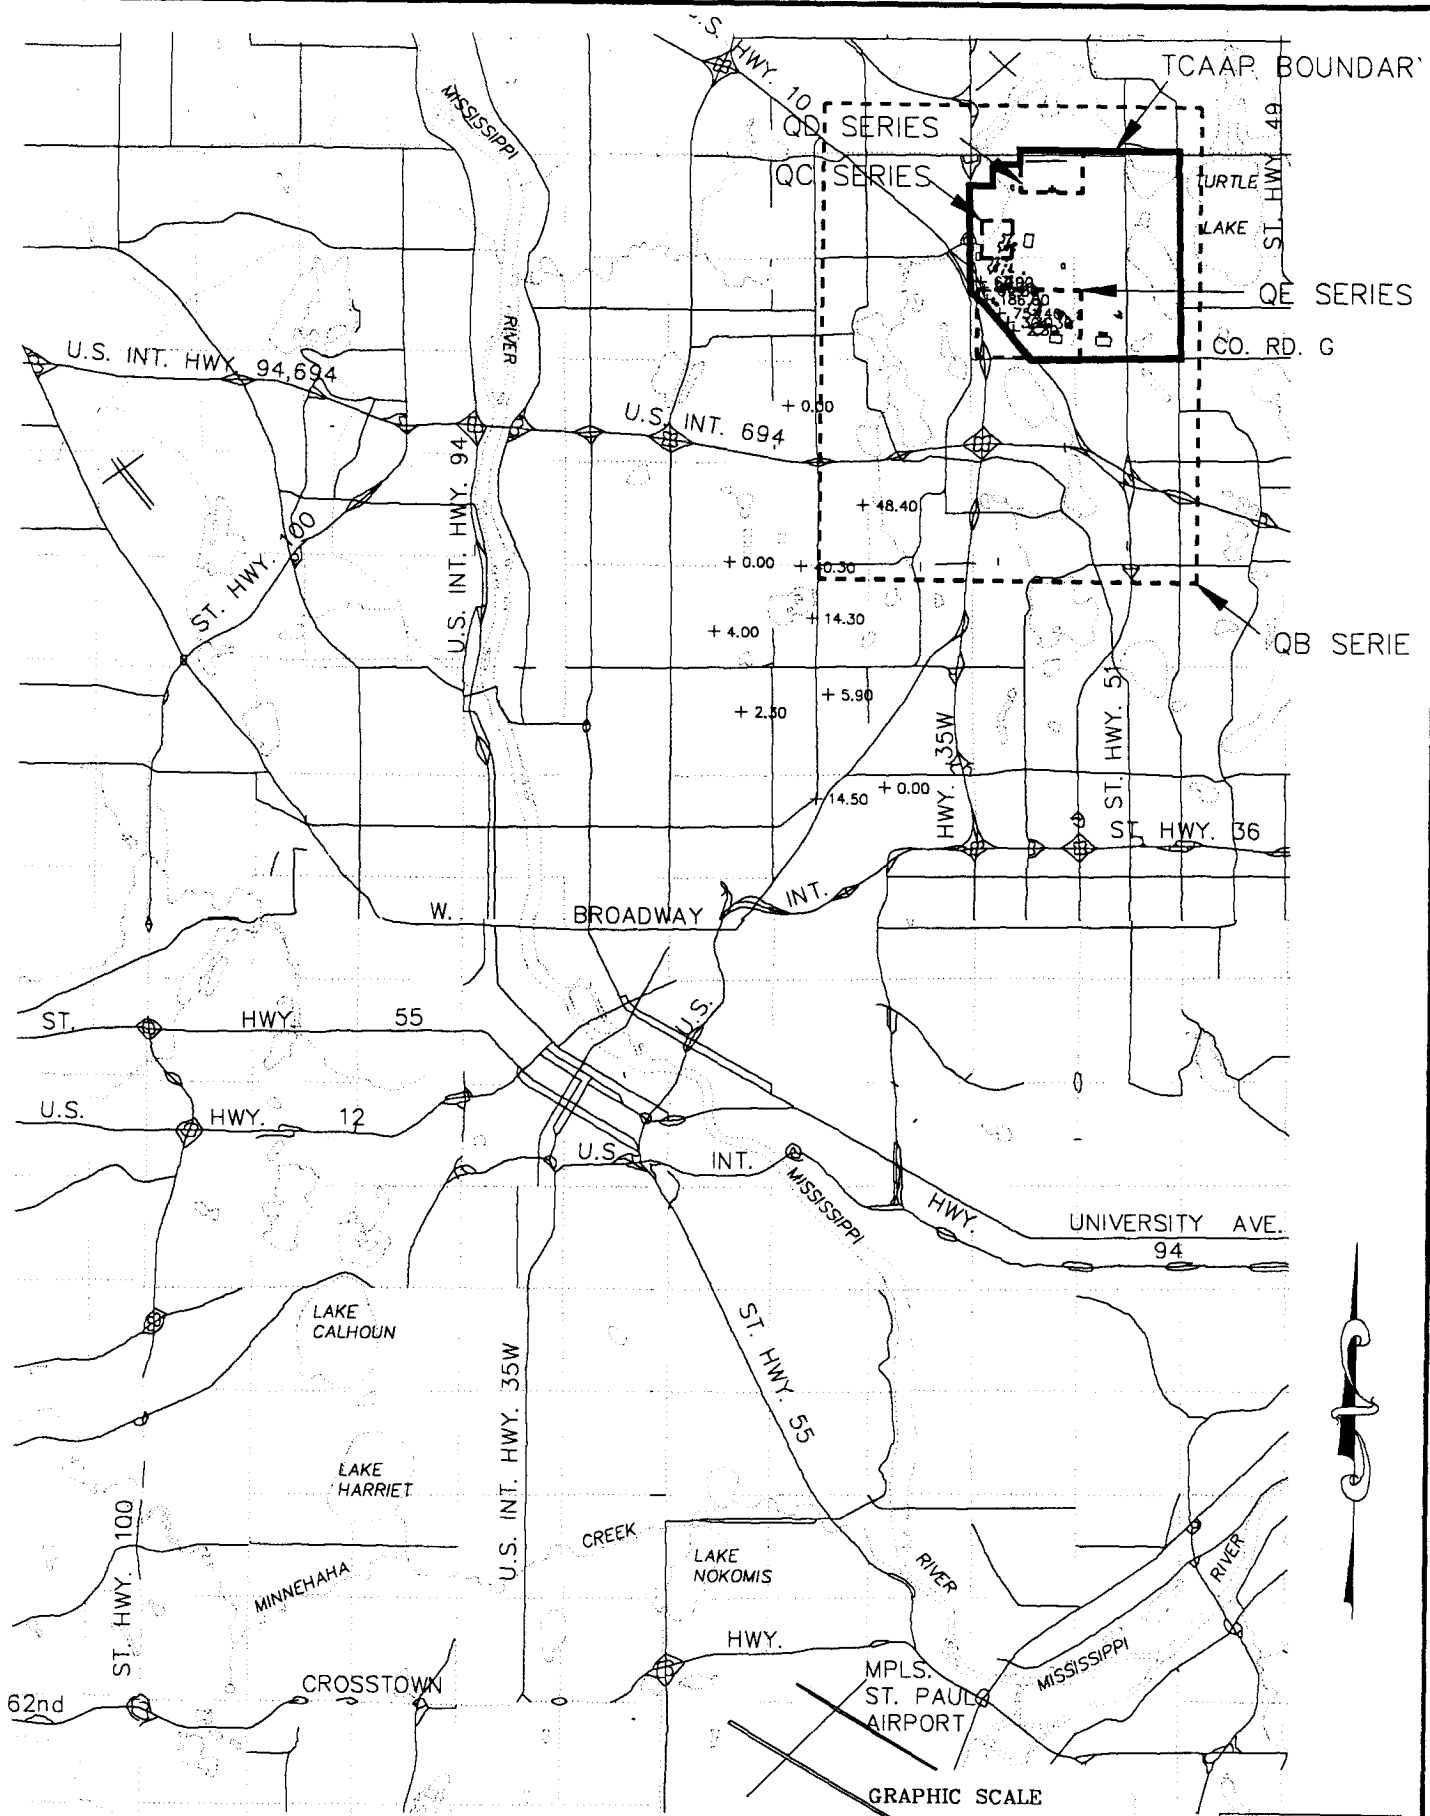 U.S. HWY. 10
TCAAP BOUNDAR
MISSISSIPPI
RIVER
QD SERIES
QC SERIES
ST. HWY 49
URTLE
LAKE
QE SERIES
186.80
CO. RD. G
U.S. INT. HWY 94,694
U.S. INT. 694
+ 0.00
U.S. INT. HWY. 94
ST. HWY. 100
+ 48.40
+ 0.00
+ 0.30
+ 4.00
+ 14.30
QB SERIE
+ 5.90
+ 2.30
HWY. 35W
ST. HWY. 51
+ 14.50
+ 0.00
ST. HWY. 36
W. BROADWAY
INT.
U.S.
ST. HWY. 55
U.S. HWY. 12
U.S. INT.
MISSISSIPPI
HWY.
UNIVERSITY AVE.
94
LAKE
CALHOUN
ST. HWY. 55
U.S. INT. HWY. 35W
LAKE
HARRIET
ST. HWY. 100
MINNEHAHA
CREEK
LAKE
NOKOMIS
RIVER
RIVER
MISSISSIPPI
62nd
CROSSTOWN
HWY.
MPLS.
ST. PAUL
AIRPORT
GRAPHIC SCALE